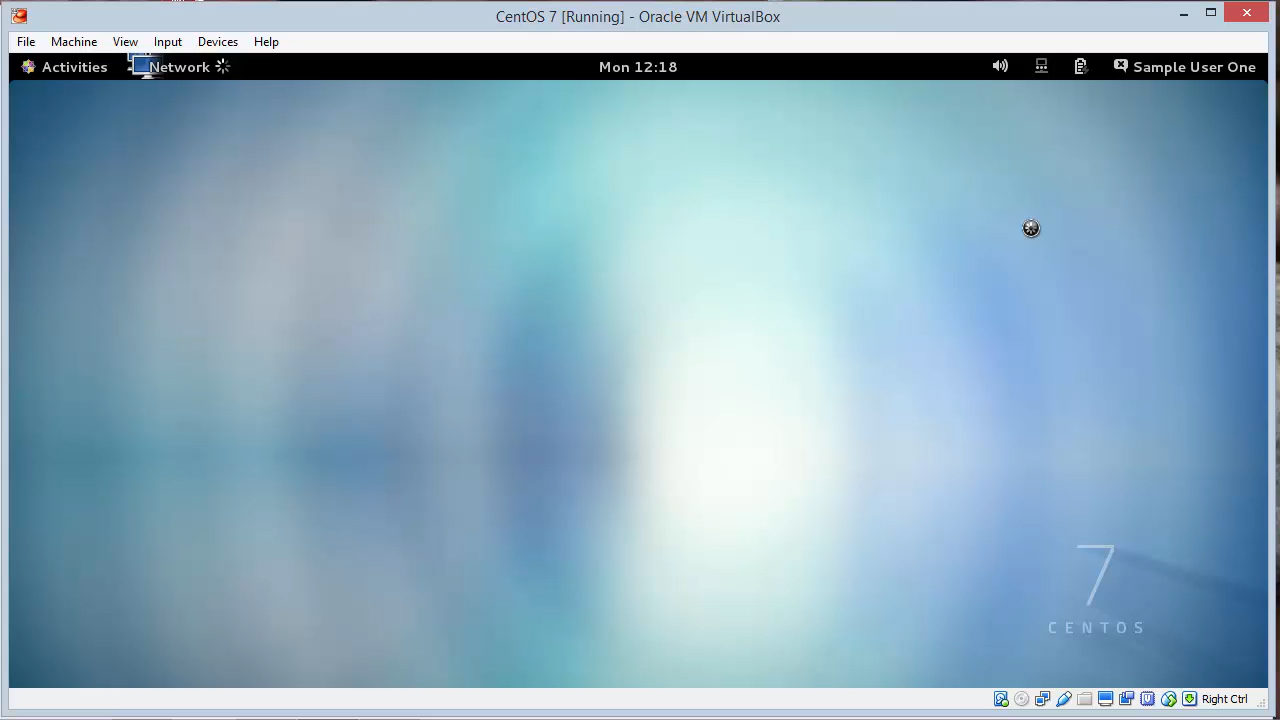 CentOS 7 [Running] - Oracle VM VirtualBox
File Machine View Input Devices Help
Activities Network Mon 12:18 Sample User One
7
CENTOS
Right Ctrl